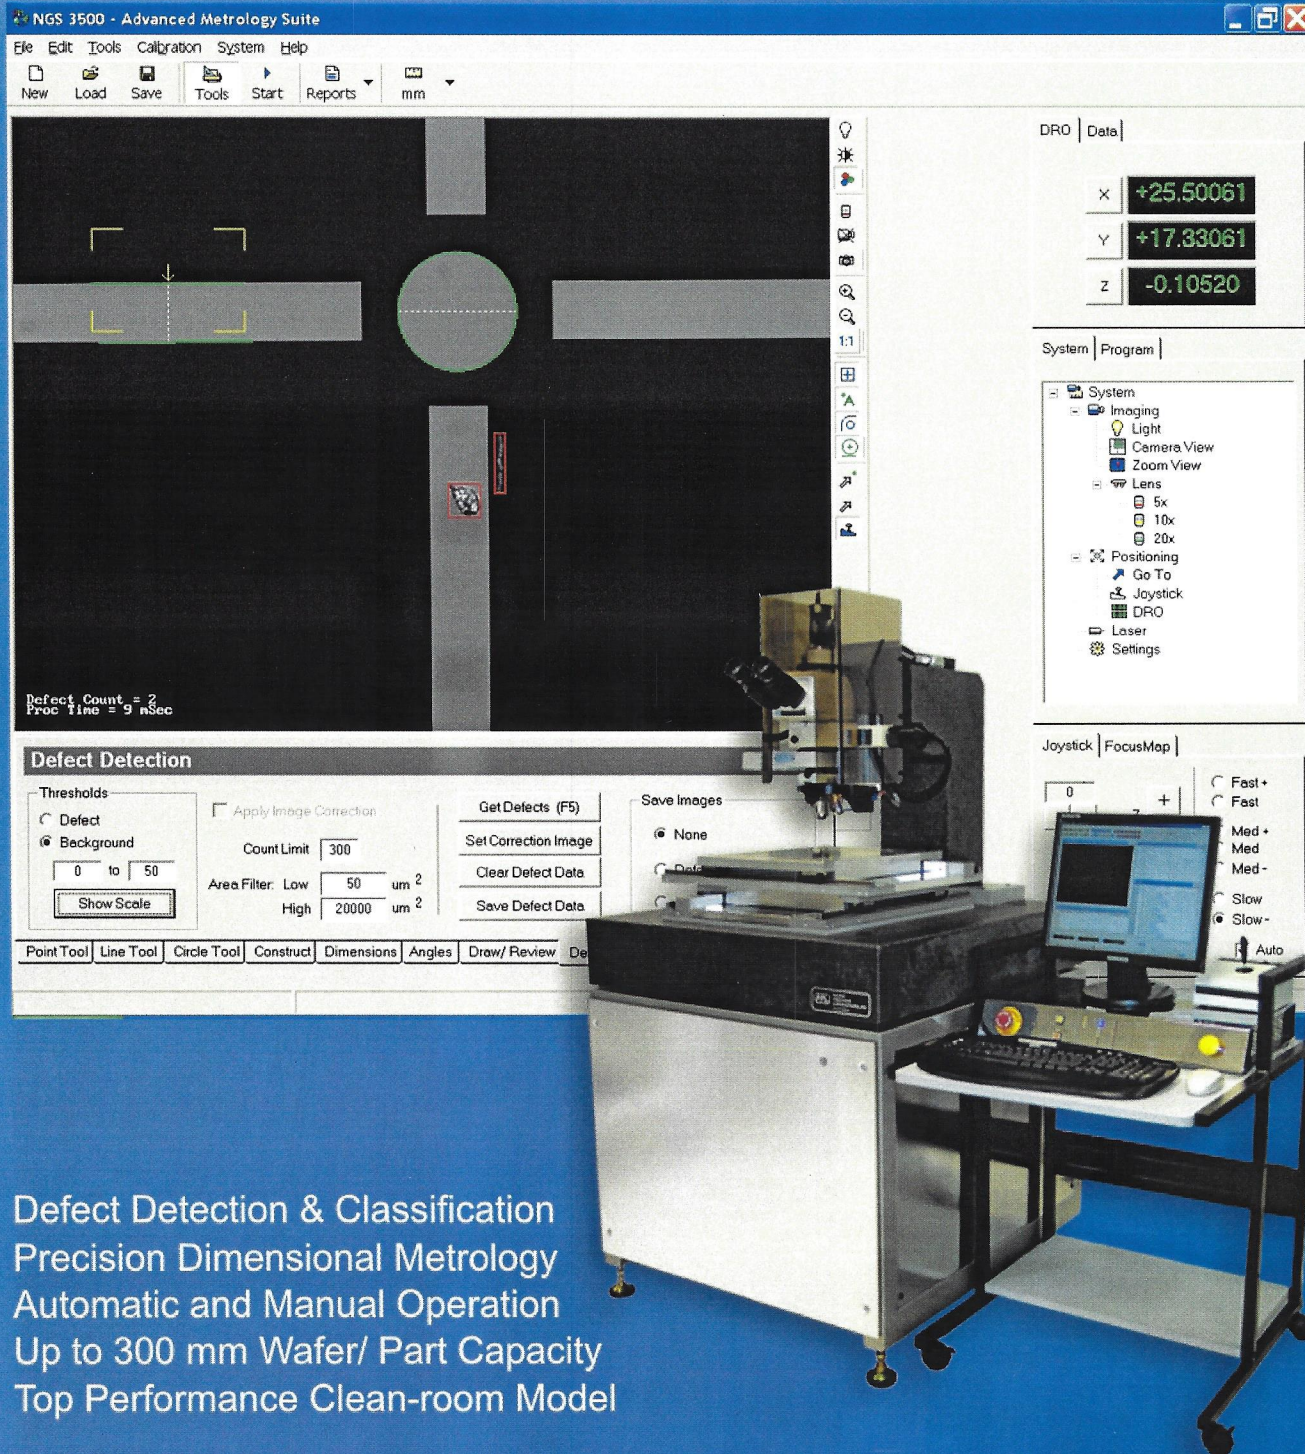 NGS 3500 - Advanced Metrology Suite
File Edit Tools Calibration System Help
New Load Save Tools Start Reports mm
1:1
Defect Count = 2
Proc Time = 9 mSec
DRO Data
X +25.50061
Y +17.33061
Z -0.10520
System Program
System
Imaging
Light
Camera View
Zoom View
Lens
5x
10x
20x
Positioning
Go To
Joystick
DRO
Laser
Settings
Joystick FocusMap
0
+
Fast+
Fast
Med +
Med
Med -
Slow
Slow-
Auto
Defect Detection
Thresholds
Defect
Background
0 to 50
Show Scale
Apply Image Correction
Count Limit 300
Area Filter: Low 50 um 2
High 20000 um 2
Get Defects (F5)
Set Correction Image
Clear Defect Data
Save Defect Data
Save Images
None
Point Tool Line Tool Circle Tool Construct Dimensions Angles Draw/ Review De
Defect Detection & Classification
Precision Dimensional Metrology
Automatic and Manual Operation
Up to 300 mm Wafer/ Part Capacity
Top Performance Clean-room Model